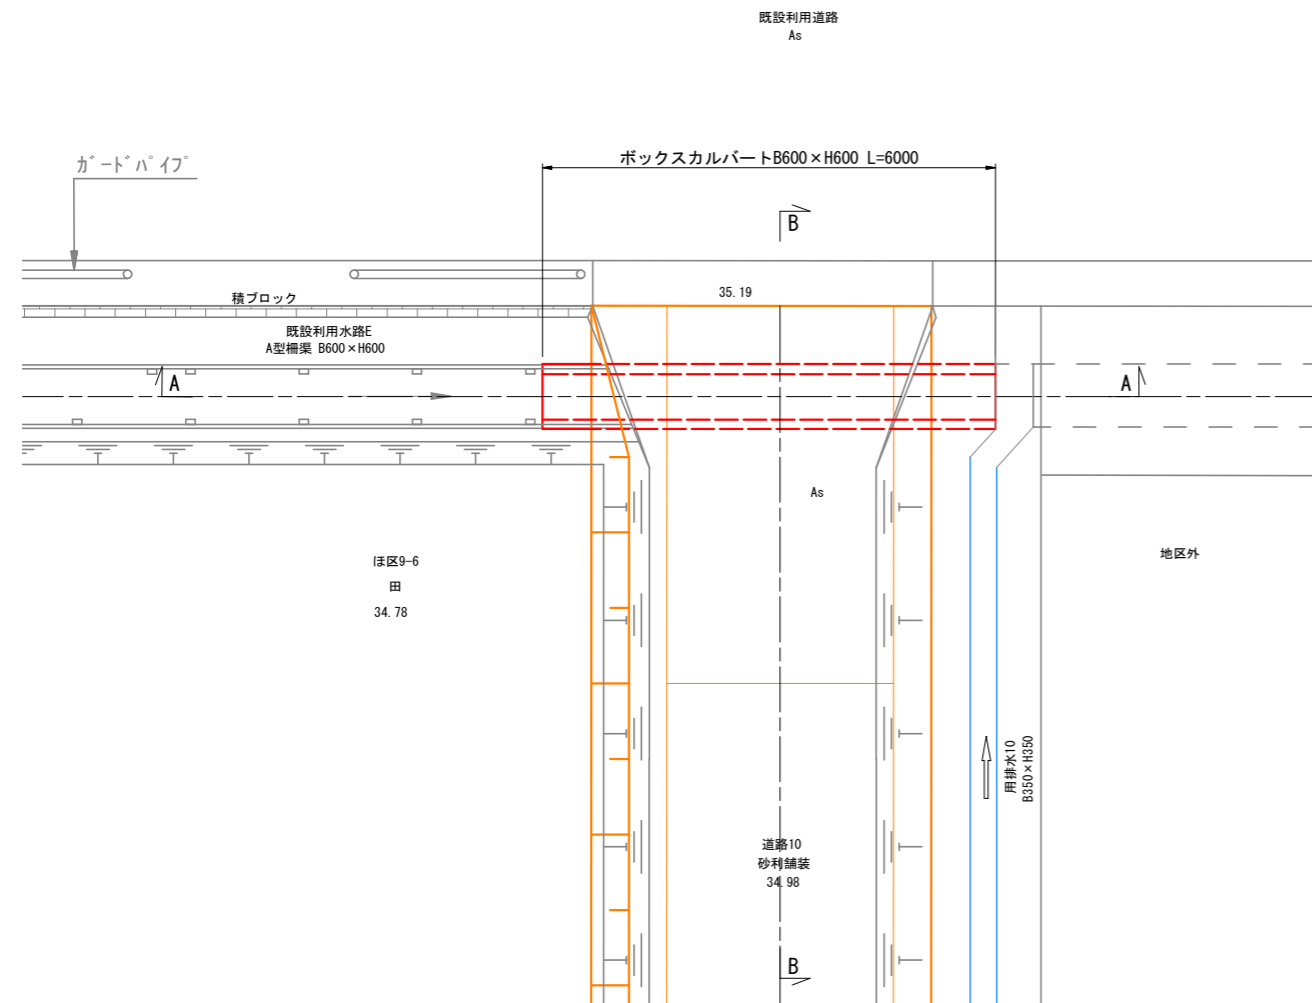 既設利用道路
As
ガードパイプ
ボックスカルバートB600×H600 L=6000
B
積ブロック
35.19
既設利用水路E
A型柵渠 B600×H600
A
A
As
ほ区9-6
田
34.78
地区外
用排水10
B350×H350
道路10
砂利舗装
34.98
B